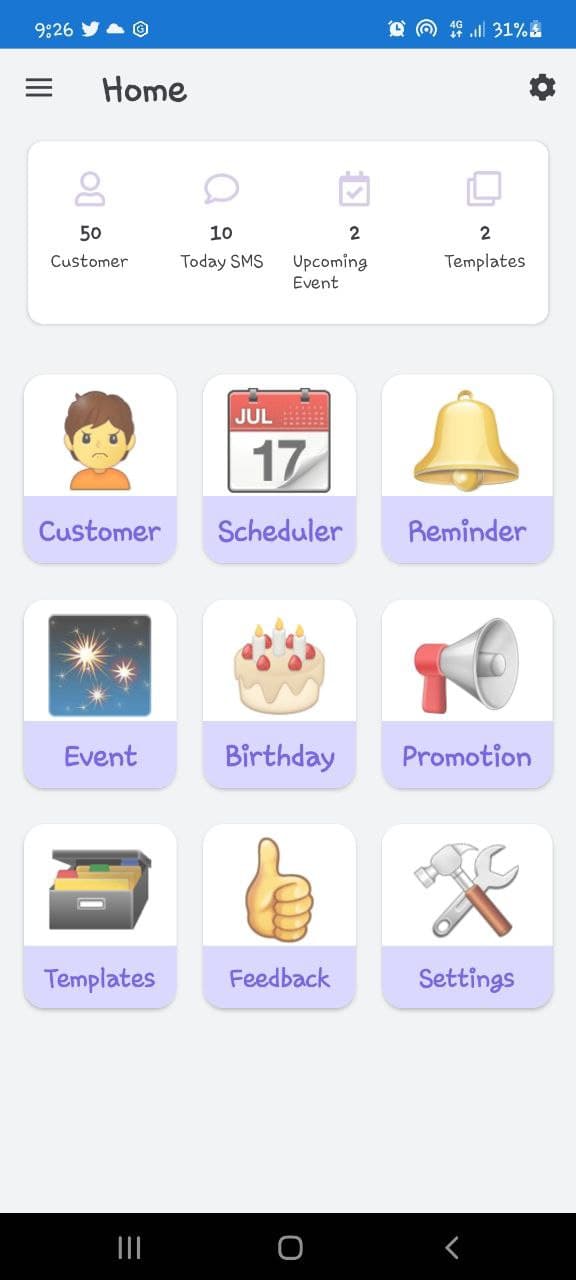 9:26
4G
31%
Home
50
10
2
2
Customer
Today SMS
Upcoming
Event
Templates
JUL
17
Customer
Scheduler
Reminder
Event
Birthday
Promotion
Templates
Feedback
Settings